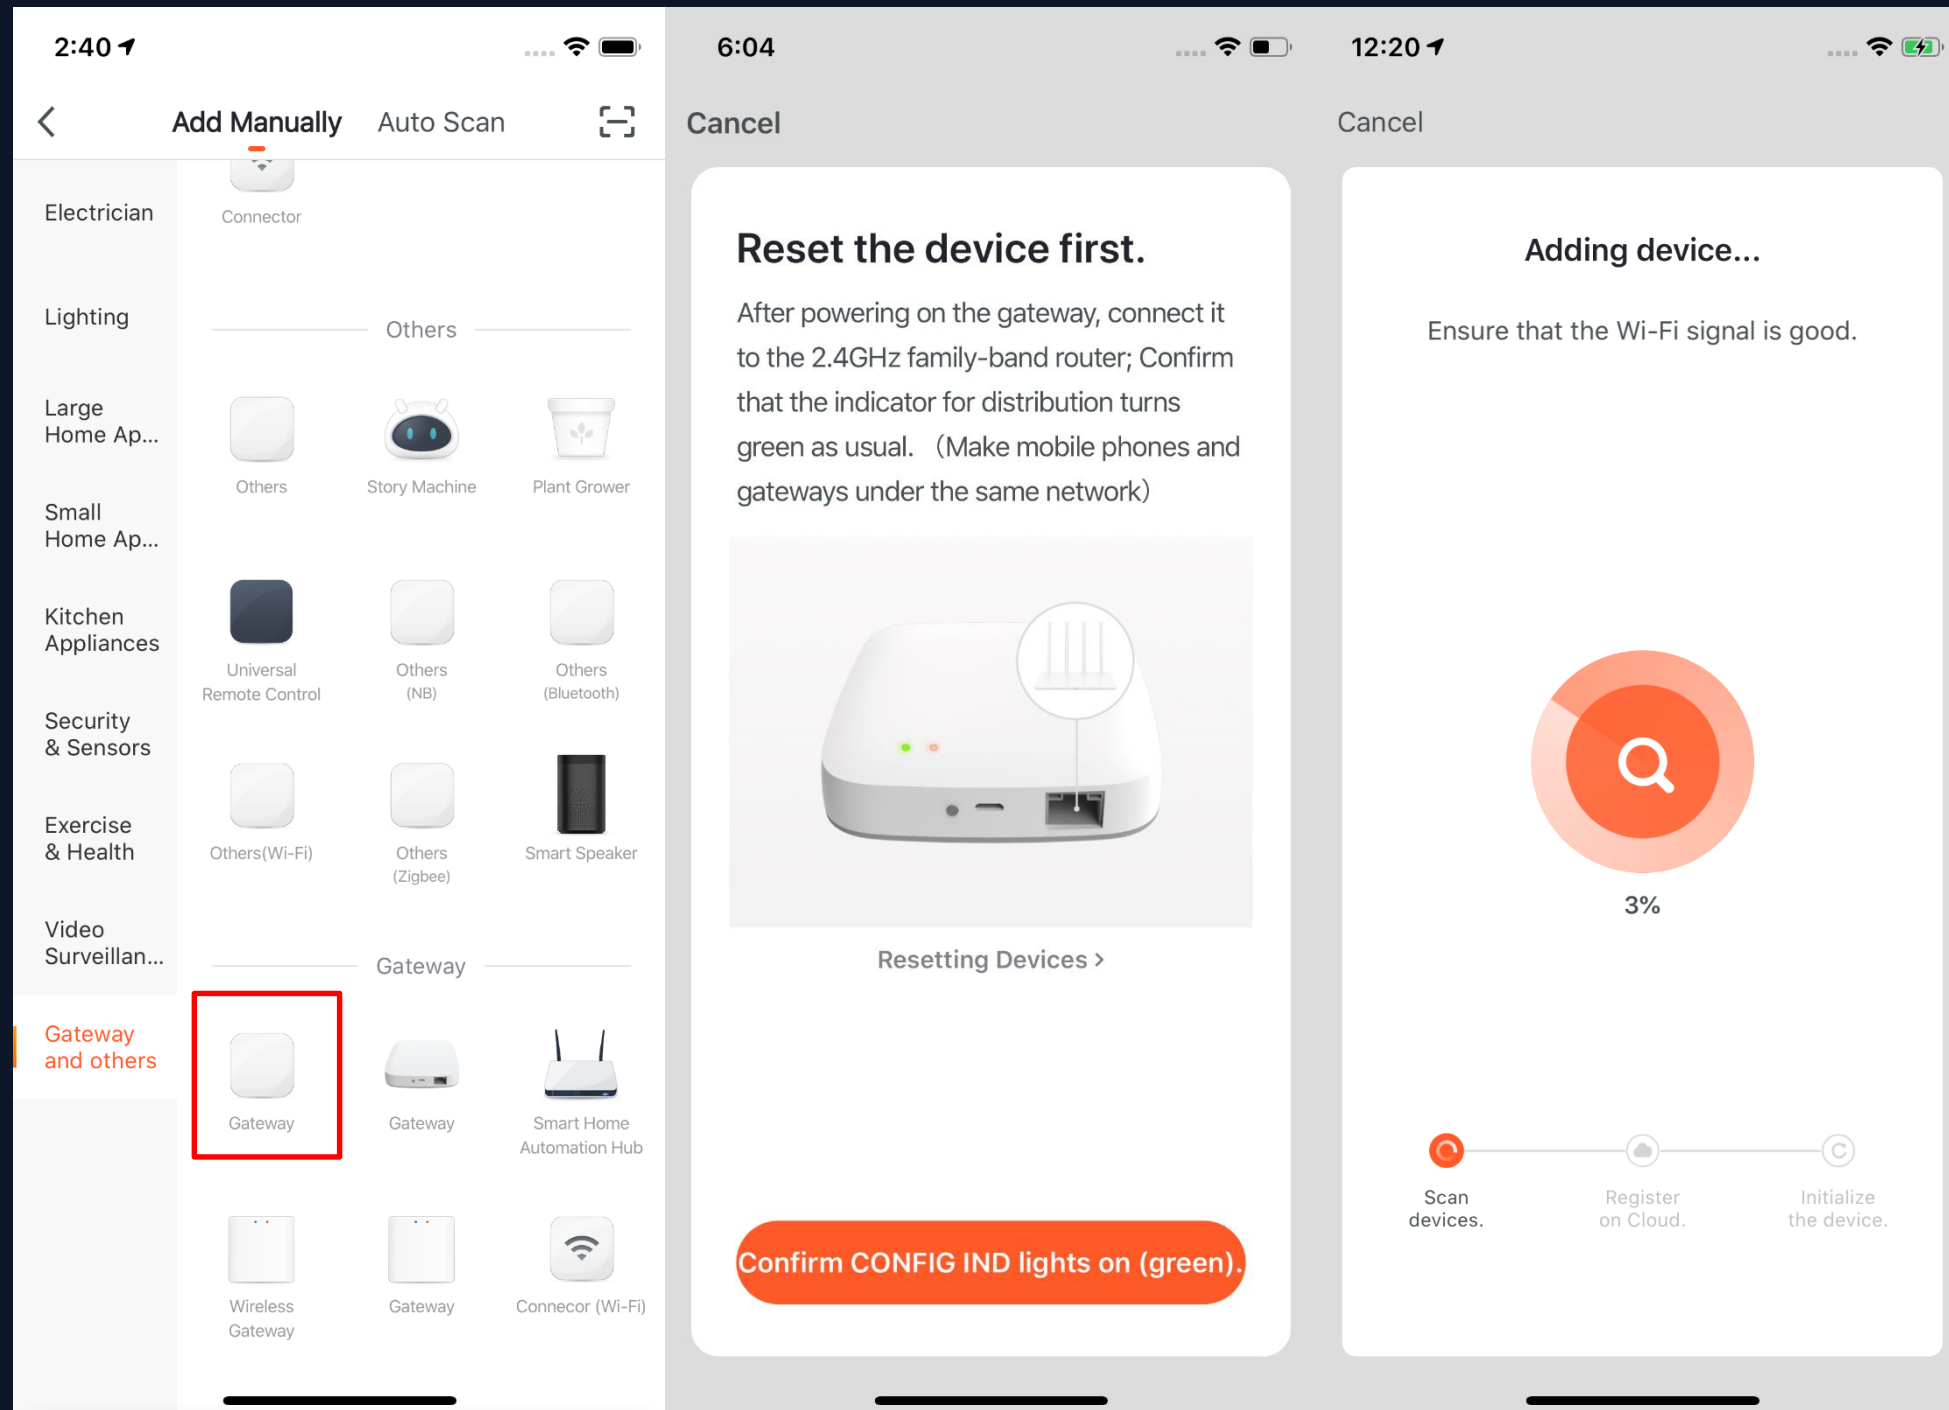 2:40
Add Manually
Auto Scan
Electrician
Lighting
Large
Home Ap...
Small
Home Ap...
Kitchen
Appliances
Security
& Sensors
Exercise
& Health
Video
Surveillan...
Gateway
and others
Connector
Others
Others
Story Machine
Plant Grower
Universal
Remote Control
Others
(NB)
Others
(Bluetooth)
Others(Wi-Fi)
Others
(Zigbee)
Smart Speaker
Gateway
Gateway
Gateway
Smart Home
Automation Hub
Wireless
Gateway
Gateway
Connecor (Wi-Fi)
6:04
Cancel
Reset the device first.
After powering on the gateway, connect it
to the 2.4GHz family-band router; Confirm
that the indicator for distribution turns
green as usual. （Make mobile phones and
gateways under the same network）
Resetting Devices >
Confirm CONFIG IND lights on (green).
12:20
Cancel
Adding device...
Ensure that the Wi-Fi signal is good.
3%
Scan
devices.
Register
on Cloud.
Initialize
the device.